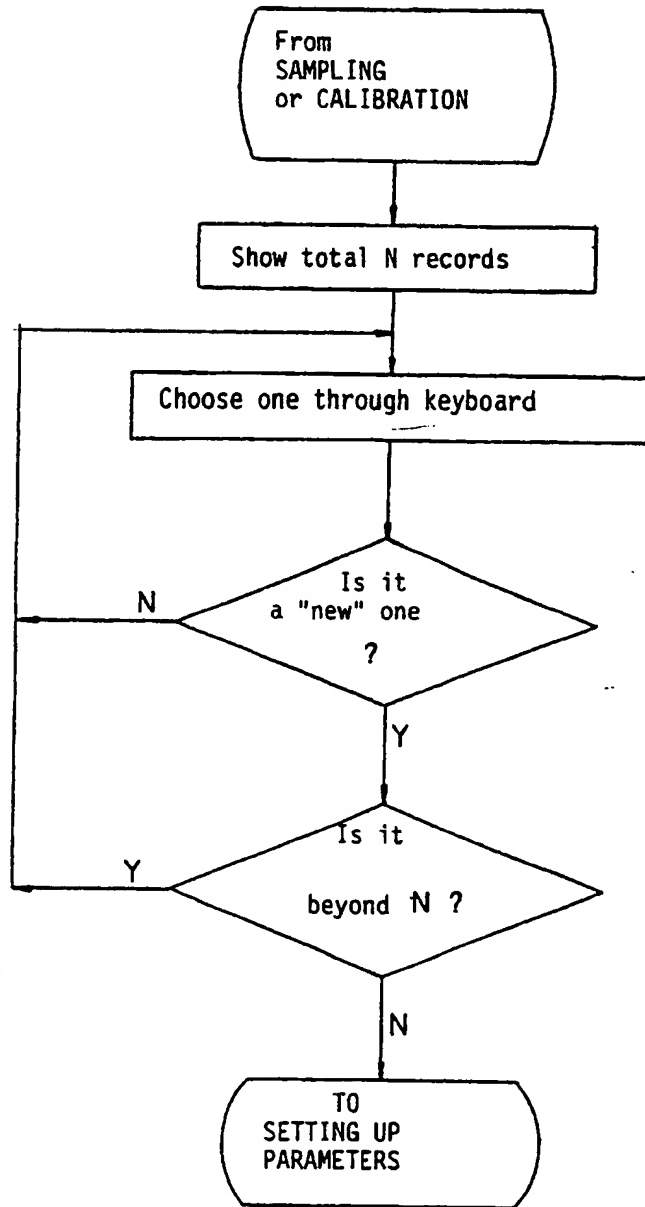 From
SAMPLING
or CALIBRATION
Show total N records
Choose one through keyboard
Is it
a "new" one
?
N
Y
Is it
beyond N ?
Y
N
TO
SETTING UP
PARAMETERS